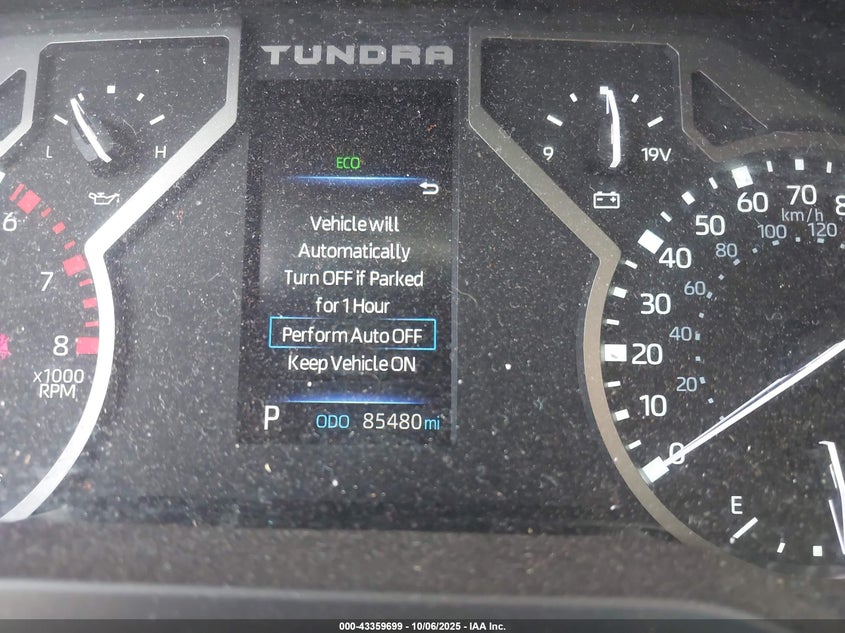 TUNDRA
L
H
9
19V
ECO
Vehicle will
Automatically
Turn OFF if Parked
for 1 Hour
Perform Auto OFF
Keep Vehicle ON
P
ODO 85480 mi
6
7
8
x1000
RPM
0
10
20
30
40
50
60
70
8
km/h
20
40
60
80
100
120
E
000-43359699 - 10/06/2025 - IAA Inc.